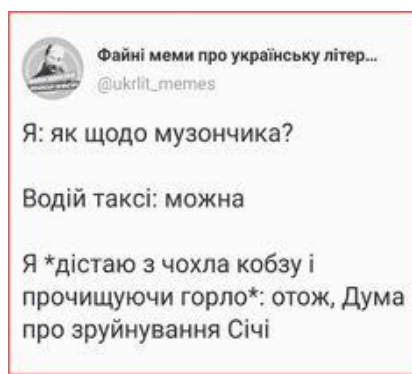 Файні меми про українську літер...
@ukrlit_memes
Я: як щодо музончика?
Водій таксі: можна
Я *дістаю з чохла кобзу і
прочищуючи горло*: отож, Дума
про зруйнування Січі